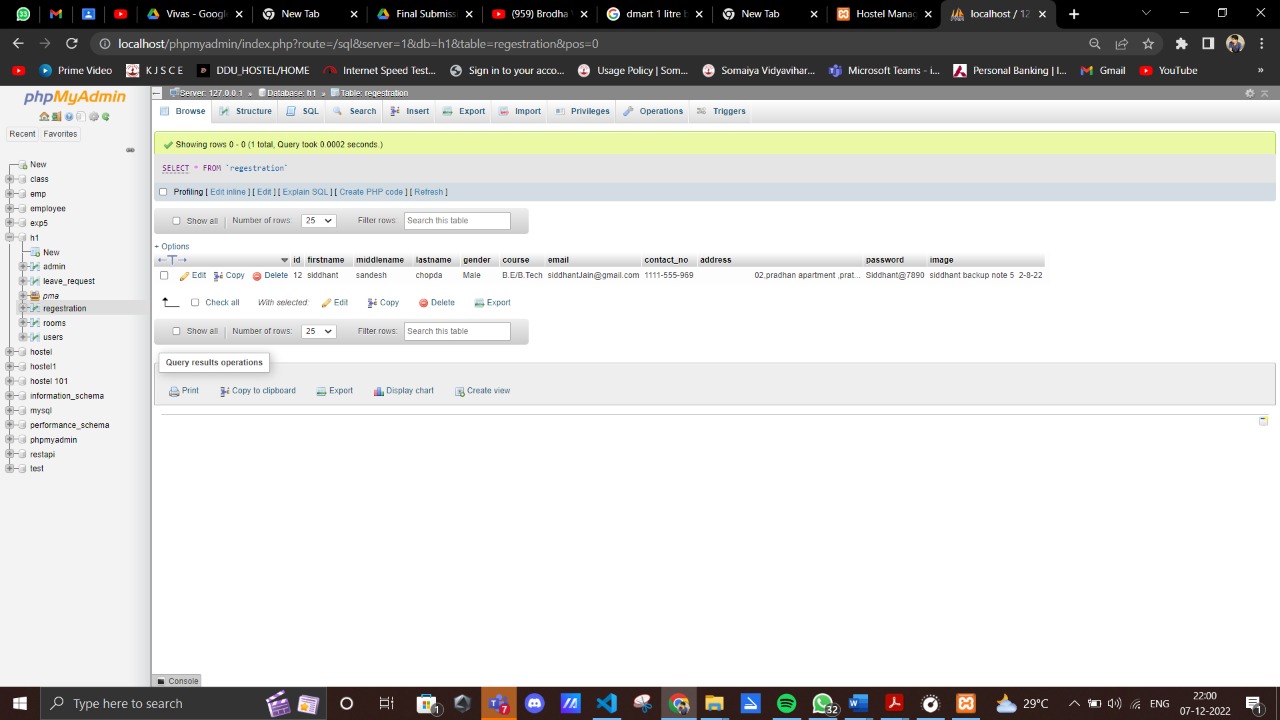 Vivas - Google
New Tab
Final Submiss
(959) Brodha V
dmart 1 litre b
New Tab
Hostel Manag
localhost / 12
localhost/phpmyadmin/index.php?route=/sql&server=1&db=h1&table=regestration&pos=0
Prime Video
K J S C E
DDU_HOSTEL/HOME
Internet Speed Test...
Sign in to your acco...
Usage Policy | Som...
Somaiya Vidyavihar...
Microsoft Teams - i...
Personal Banking | I...
Gmail
YouTube
»
phpMyAdmin
Recent
Favorites
New
class
emp
employee
exp5
h1
New
admin
leave_request
pma
regestration
rooms
users
hostel
hostel1
hostel 101
information_schema
mysql
performance_schema
phpmyadmin
restapi
test
Server: 127.0.0.1 » Database: h1 » Table: regestration
Browse Structure SQL Search Insert Export Import Privileges Operations Triggers
Showing rows 0 - 0 (1 total, Query took 0.0002 seconds.)
SELECT * FROM `regestration`
Profiling [ Edit inline ] [ Edit ] [ Explain SQL ] [ Create PHP code ] [ Refresh ]
Show all | Number of rows: 25 Filter rows: Search this table
+ Options
←T→ id firstname middlename lastname gender course email contact_no address password image
Edit Copy Delete 12 siddhant sandesh chopda Male B.E/B.Tech siddhantJain@gmail.com 1111-555-969 02,pradhan apartment ,prat... Siddhant@7890 siddhant backup note 5 2-8-22
Check all With selected: Edit Copy Delete Export
Show all | Number of rows: 25 Filter rows: Search this table
Query results operations
Print Copy to clipboard Export Display chart Create view
Console
Type here to search
1
7
32
29°C
ENG
22:00
07-12-2022
1